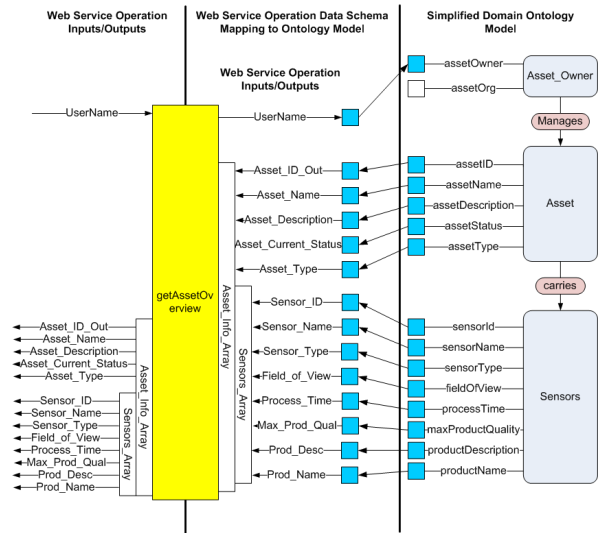 Web Service Operation
Inputs/Outputs
Web Service Operation Data Schema
Mapping to Ontology Model
Simplified Domain Ontology
Model
Web Service Operation
Inputs/Outputs
UserName
UserName
assetOwner
assetOrg
Asset_Owner
Manages
Asset_ID_Out
Asset_Name
Asset_Description
Asset_Current_Status
Asset_Type
assetID
assetName
assetDescription
assetStatus
assetType
Asset
carries
getAssetOv
erview
Asset_Info_Array
Sensors_Array
Sensor_ID
Sensor_Name
Sensor_Type
Field_of_View
Process_Time
Max_Prod_Qual
Prod_Desc
Prod_Name
sensorId
sensorName
sensorType
fieldOfView
processTime
maxProductQuality
productDescription
productName
Sensors
Asset_ID_Out
Asset_Name
Asset_Description
Asset_Current_Status
Asset_Type
Sensor_ID
Sensor_Name
Sensor_Type
Field_of_View
Process_Time
Max_Prod_Qual
Prod_Desc
Prod_Name
Asset_Info_Array
Sensors_Array